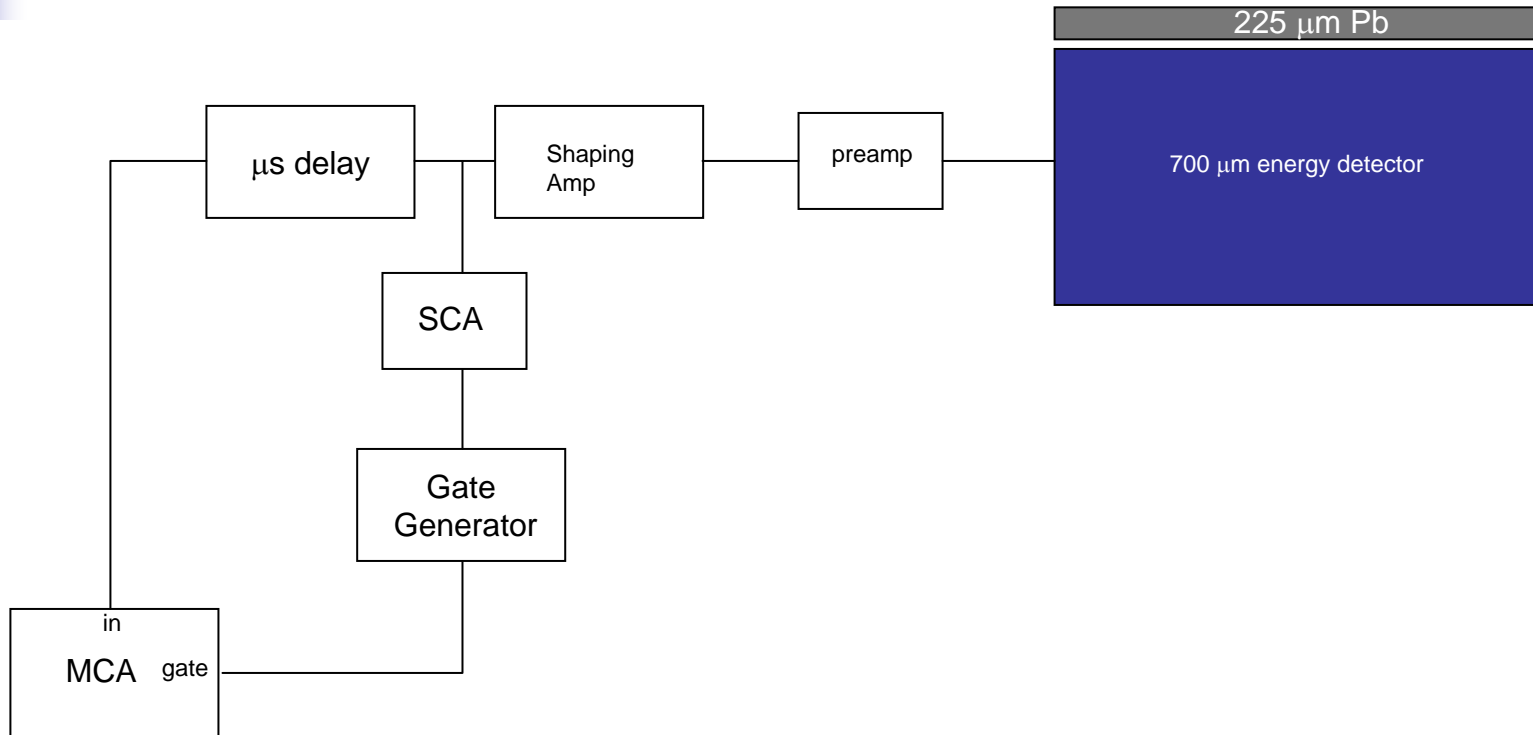 225 μm Pb
μs delay
Shaping
Amp
preamp
700 μm energy detector
SCA
Gate
Generator
in
MCA
gate